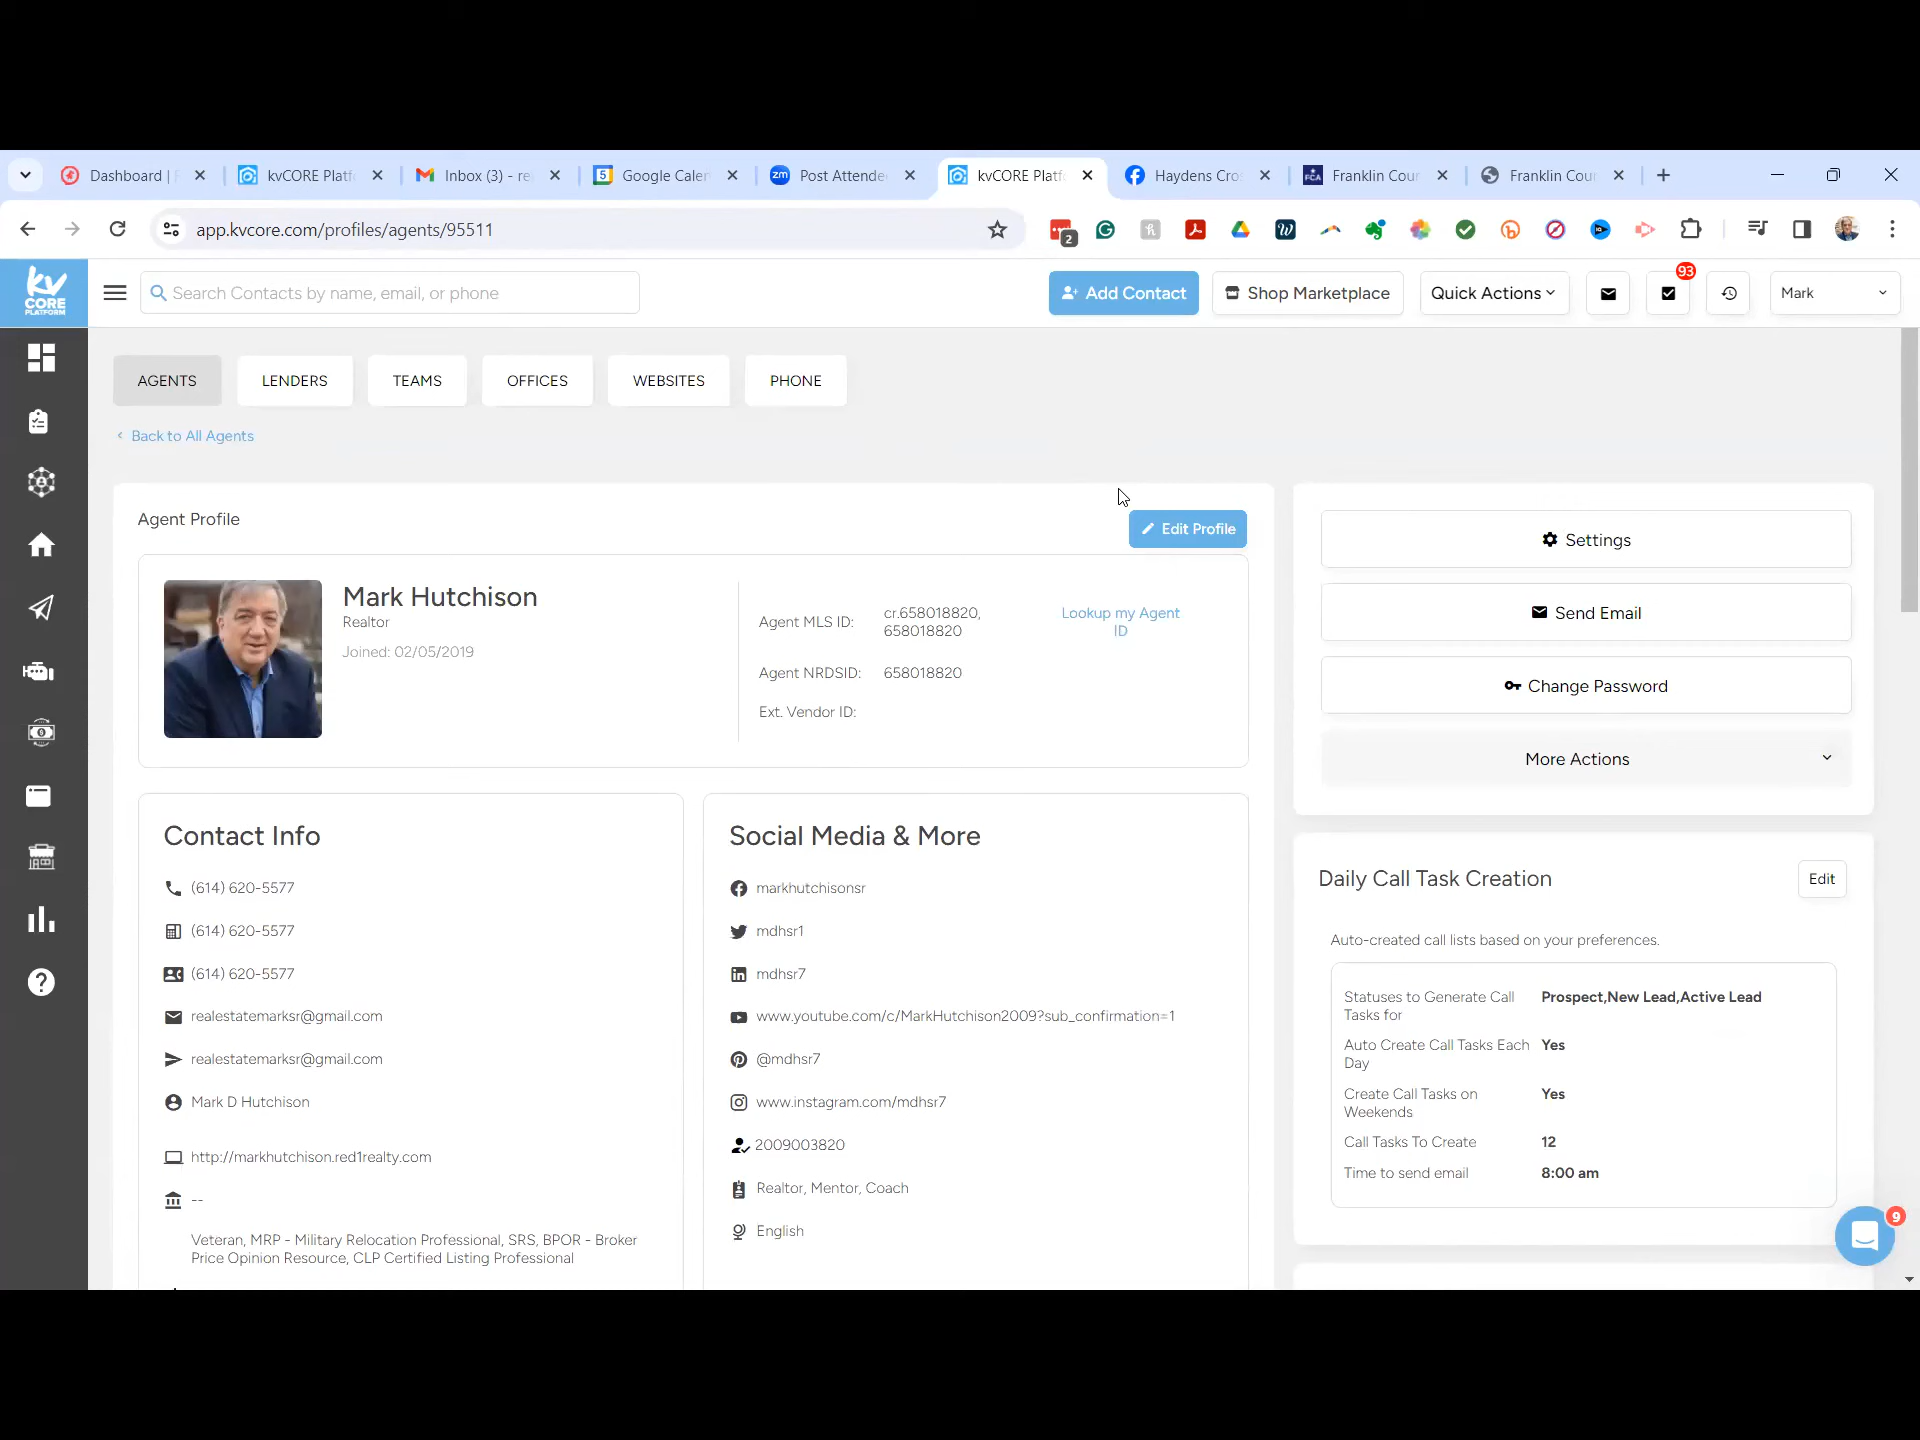 Dashboard |
kvCORE Platf
Inbox (3) - re
5
Google Calen
zm
Post Attende
kvCORE Platf
Haydens Cro
FCA
Franklin Cour
Franklin Cour
app.kvcore.com/profiles/agents/95511
2
kv
CORE
PLATFORM
Search Contacts by name, email, or phone
Add Contact
Shop Marketplace
Quick Actions
93
Mark
AGENTS
LENDERS
TEAMS
OFFICES
WEBSITES
PHONE
Back to All Agents
Agent Profile
Edit Profile
Mark Hutchison
Realtor
Joined: 02/05/2019
Agent MLS ID:
cr.658018820,
658018820
Lookup my Agent
ID
Agent NRDSID:
658018820
Ext. Vendor ID:
Settings
Send Email
Change Password
More Actions
Contact Info
(614) 620-5577
(614) 620-5577
(614) 620-5577
realestatemarksr@gmail.com
realestatemarksr@gmail.com
Mark D Hutchison
http://markhutchison.red1realty.com
--
Veteran, MRP - Military Relocation Professional, SRS, BPOR - Broker
Price Opinion Resource, CLP Certified Listing Professional
Social Media & More
markhutchisonsr
mdhsr1
mdhsr7
www.youtube.com/c/MarkHutchison2009?sub_confirmation=1
@mdhsr7
www.instagram.com/mdhsr7
2009003820
Realtor, Mentor, Coach
English
Daily Call Task Creation
Edit
Auto-created call lists based on your preferences.
Statuses to Generate Call
Tasks for
Prospect,New Lead,Active Lead
Auto Create Call Tasks Each
Day
Yes
Create Call Tasks on
Weekends
Yes
Call Tasks To Create
12
Time to send email
8:00 am
9